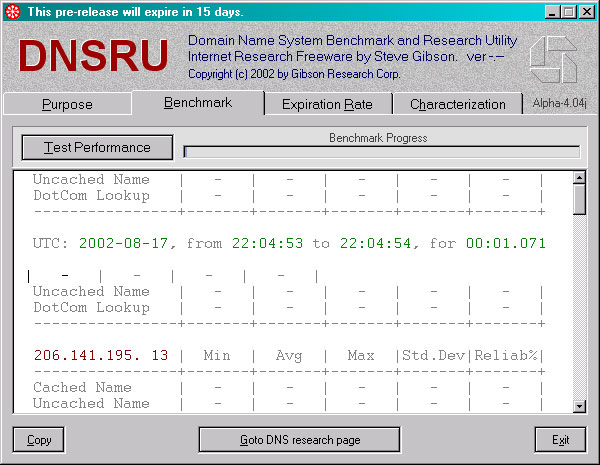 This pre-release will expire in 15 days.
DNSRU
Domain Name System Benchmark and Research Utility
Internet Research Freeware by Steve Gibson. ver -.--
Copyright (c) 2002 by Gibson Research Corp.
Purpose
Benchmark
Expiration Rate
Characterization
Alpha-4.04j
Test Performance
Benchmark Progress
Uncached Name | - | - | - | - | - |
DotCom Lookup | - | - | - | - | - |
----------------+-------+-------+-------+-------+-------+
UTC: 2002-08-17, from 22:04:53 to 22:04:54, for 00:01.071
| - | - | - | - |
Uncached Name | - | - | - | - | - |
DotCom Lookup | - | - | - | - | - |
----------------+-------+-------+-------+-------+-------+
206.141.195. 13 | Min | Avg | Max |Std.Dev|Reliab%|
----------------+-------+-------+-------+-------+-------+
Cached Name | - | - | - | - | - |
Uncached Name | - | - | - | - | - |
Copy
Goto DNS research page
Exit